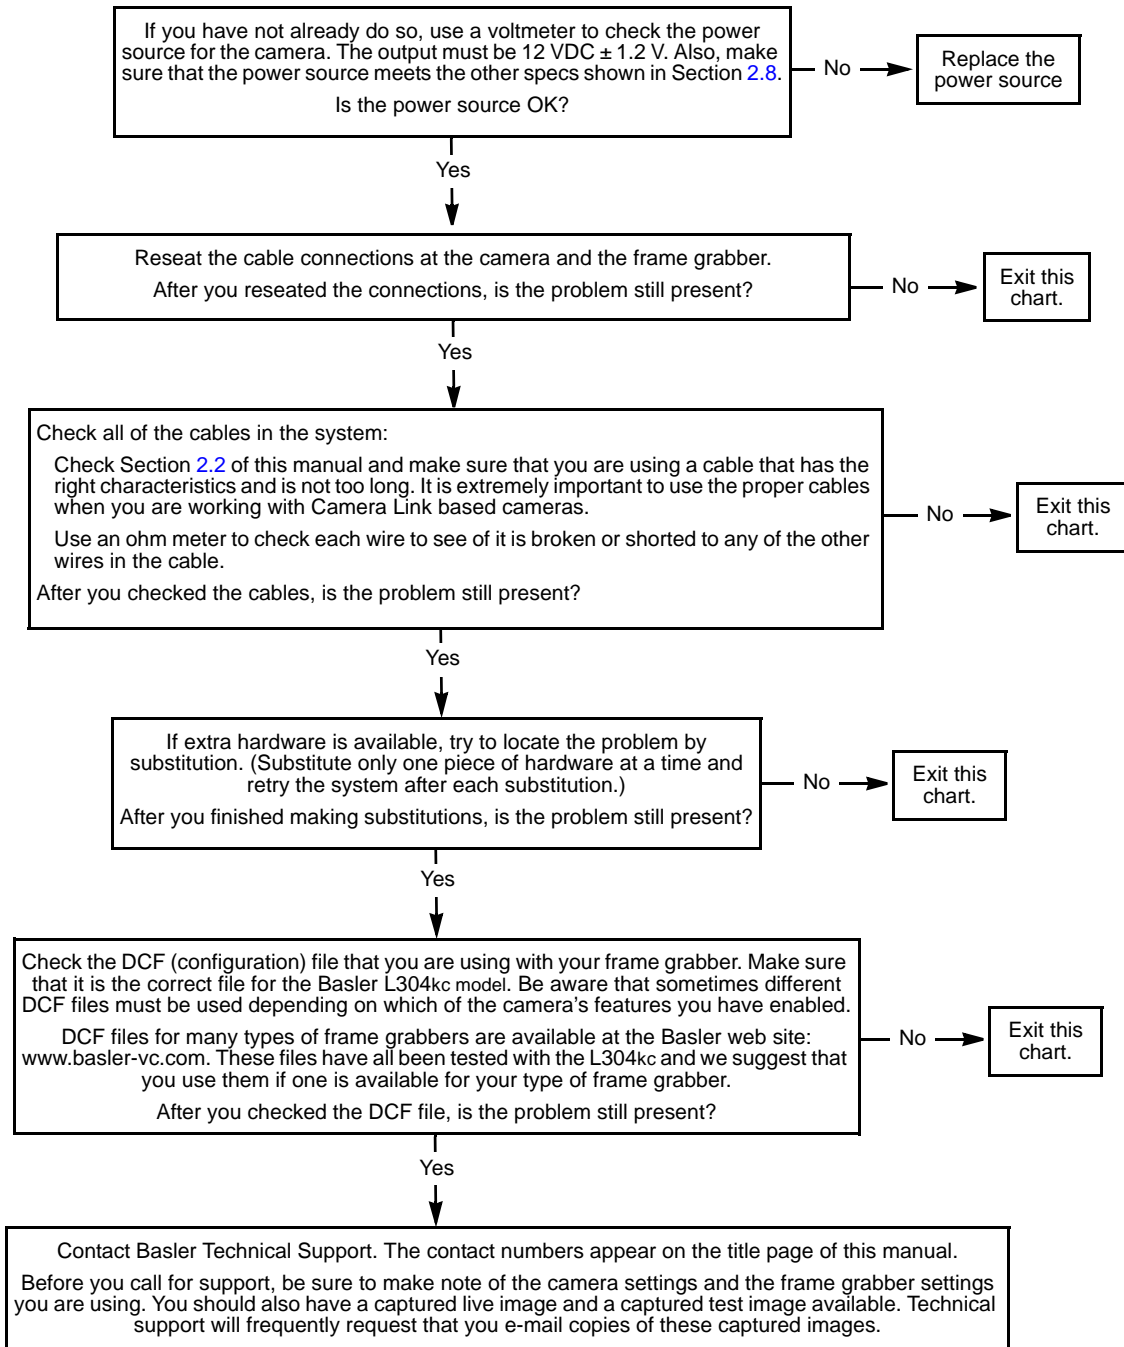 If you have not already do so, use a voltmeter to check the power
source for the camera. The output must be 12 VDC ± 1.2 V. Also, make
sure that the power source meets the other specs shown in Section 2.8.
Is the power source OK?
No
Replace the
power source
Yes
Reseat the cable connections at the camera and the frame grabber.
After you reseated the connections, is the problem still present?
No
Exit this
chart.
Yes
Check all of the cables in the system:
Check Section 2.2 of this manual and make sure that you are using a cable that has the
right characteristics and is not too long. It is extremely important to use the proper cables
when you are working with Camera Link based cameras.
Use an ohm meter to check each wire to see of it is broken or shorted to any of the other
wires in the cable.
After you checked the cables, is the problem still present?
No
Exit this
chart.
Yes
If extra hardware is available, try to locate the problem by
substitution. (Substitute only one piece of hardware at a time and
retry the system after each substitution.)
After you finished making substitutions, is the problem still present?
No
Exit this
chart.
Yes
Check the DCF (configuration) file that you are using with your frame grabber. Make sure
that it is the correct file for the Basler L304kc model. Be aware that sometimes different
DCF files must be used depending on which of the camera's features you have enabled.
DCF files for many types of frame grabbers are available at the Basler web site:
www.basler-vc.com. These files have all been tested with the L304kc and we suggest that
you use them if one is available for your type of frame grabber.
After you checked the DCF file, is the problem still present?
No
Exit this
chart.
Yes
Contact Basler Technical Support. The contact numbers appear on the title page of this manual.
Before you call for support, be sure to make note of the camera settings and the frame grabber settings
you are using. You should also have a captured live image and a captured test image available. Technical
support will frequently request that you e-mail copies of these captured images.